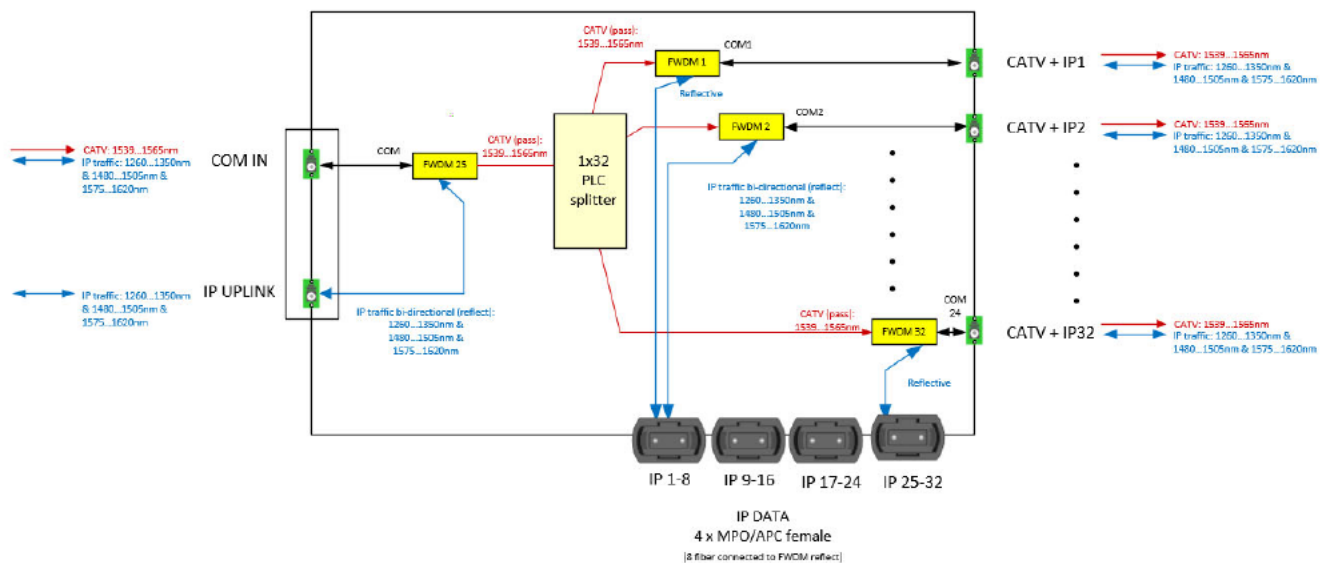 CATV (pass):
1539...1565nm
FWDM 1
COM1
Reflective
CATV + IP1
CATV: 1539...1565nm
IP traffic: 1260...1350nm &
1480...1505nm & 1575...1620nm
FWDM 2
COM2
CATV + IP2
CATV: 1539...1565nm
IP traffic: 1260...1350nm &
1480...1505nm & 1575...1620nm
CATV: 1539...1565nm
IP traffic: 1260...1350nm
& 1480...1505nm &
1575...1620nm
COM IN
COM
FWDM 25
CATV (pass):
1539...1565nm
1x32
PLC
splitter
IP traffic bi-directional (reflect):
1260...1350nm &
1480...1505nm &
1575...1620nm
IP traffic: 1260...1350nm
& 1480...1505nm &
1575...1620nm
IP UPLINK
IP traffic bi-directional (reflect):
1260...1350nm &
1480...1505nm &
1575...1620nm
CATV (pass):
1539...1565nm
FWDM 32
COM
24
Reflective
CATV + IP32
CATV: 1539...1565nm
IP traffic: 1260...1350nm &
1480...1505nm & 1575...1620nm
IP 1-8
IP 9-16
IP 17-24
IP 25-32
IP DATA
4 x MPO/APC female
(8 fiber connected to FWDM reflect)